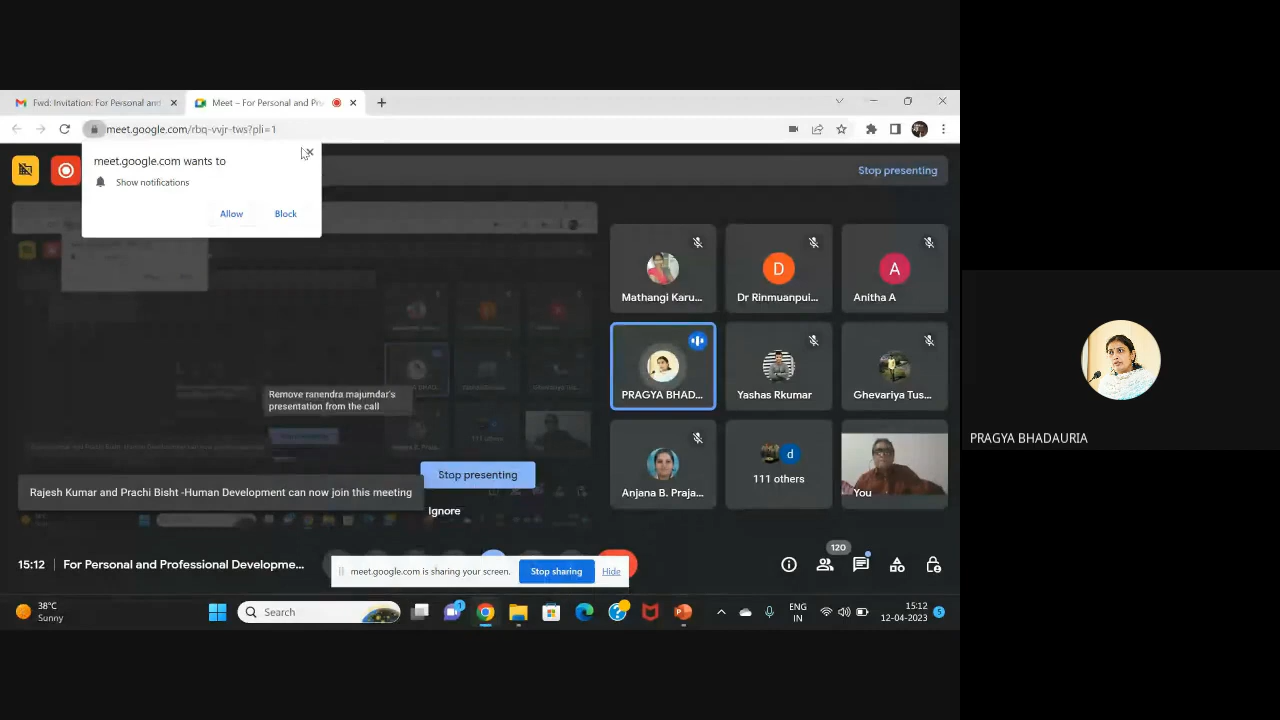 Fwd: Invitation: For Personal and
Meet – For Personal and Pr
meet.google.com/rbq-vvjr-tws?pli=1
meet.google.com wants to
Show notifications
Allow
Block
Stop presenting
Mathangi Karu...
D
Dr Rinmuanpui...
A
Anitha A
PRAGYA BHAD...
Yashas Rkumar
Ghevariya Tus...
Remove ranendra majumdar's
presentation from the call
Anjana B. Praja...
d
111 others
You
Stop presenting
Rajesh Kumar and Prachi Bisht -Human Development can now join this meeting
Ignore
15:12
For Personal and Professional Developme...
meet.google.com is sharing your screen.
Stop sharing
Hide
120
38°C
Sunny
Search
1
ENG
IN
15:12
12-04-2023
5
PRAGYA BHADAURIA